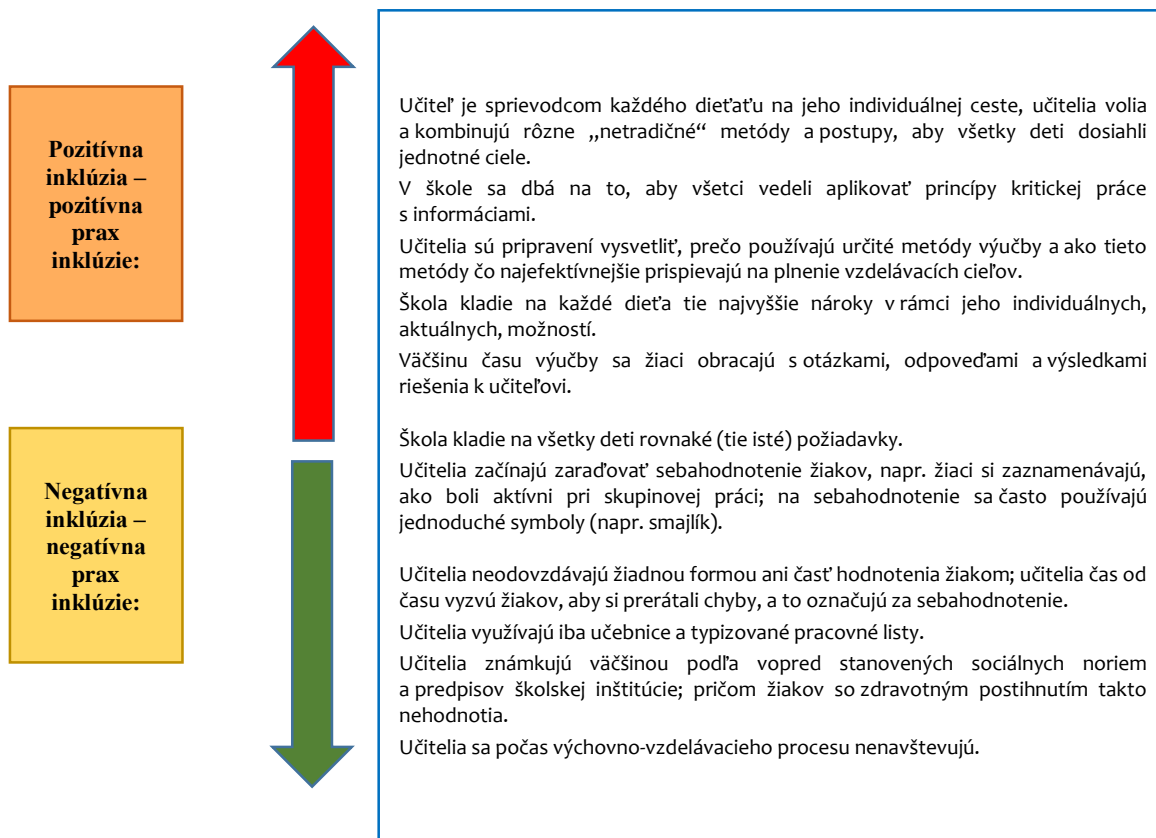 Pozitívna
inklúzia –
pozitívna
prax
inklúzie:
Negatívna
inklúzia –
negatívna
prax
inklúzie:
Učiteľ je sprievodcom každého dieťaťu na jeho individuálnej ceste, učitelia volia
a kombinujú rôzne „netradičné“ metódy a postupy, aby všetky deti dosiahli
jednotné ciele.
V škole sa dbá na to, aby všetci vedeli aplikovať princípy kritickej práce
s informáciami.
Učitelia sú pripravení vysvetliť, prečo používajú určité metódy výučby a ako tieto
metódy čo najefektívnejšie prispievajú na plnenie vzdelávacích cieľov.
Škola kladie na každé dieťa tie najvyššie nároky v rámci jeho individuálnych,
aktuálnych, možností.
Väčšinu času výučby sa žiaci obracajú s otázkami, odpoveďami a výsledkami
riešenia k učiteľovi.
Škola kladie na všetky deti rovnaké (tie isté) požiadavky.
Učitelia začínajú zaraďovať sebahodnotenie žiakov, napr. žiaci si zaznamenávajú,
ako boli aktívni pri skupinovej práci; na sebahodnotenie sa často používajú
jednoduché symboly (napr. smajlík).
Učitelia neodovzdávajú žiadnou formou ani časť hodnotenia žiakom; učitelia čas od
času vyzvú žiakov, aby si prerátali chyby, a to označujú za sebahodnotenie.
Učitelia využívajú iba učebnice a typizované pracovné listy.
Učitelia známkujú väčšinou podľa vopred stanovených sociálnych noriem
a predpisov školskej inštitúcie; pričom žiakov so zdravotným postihnutím takto
nehodnotia.
Učitelia sa počas výchovno-vzdelávacieho procesu nenavštevujú.